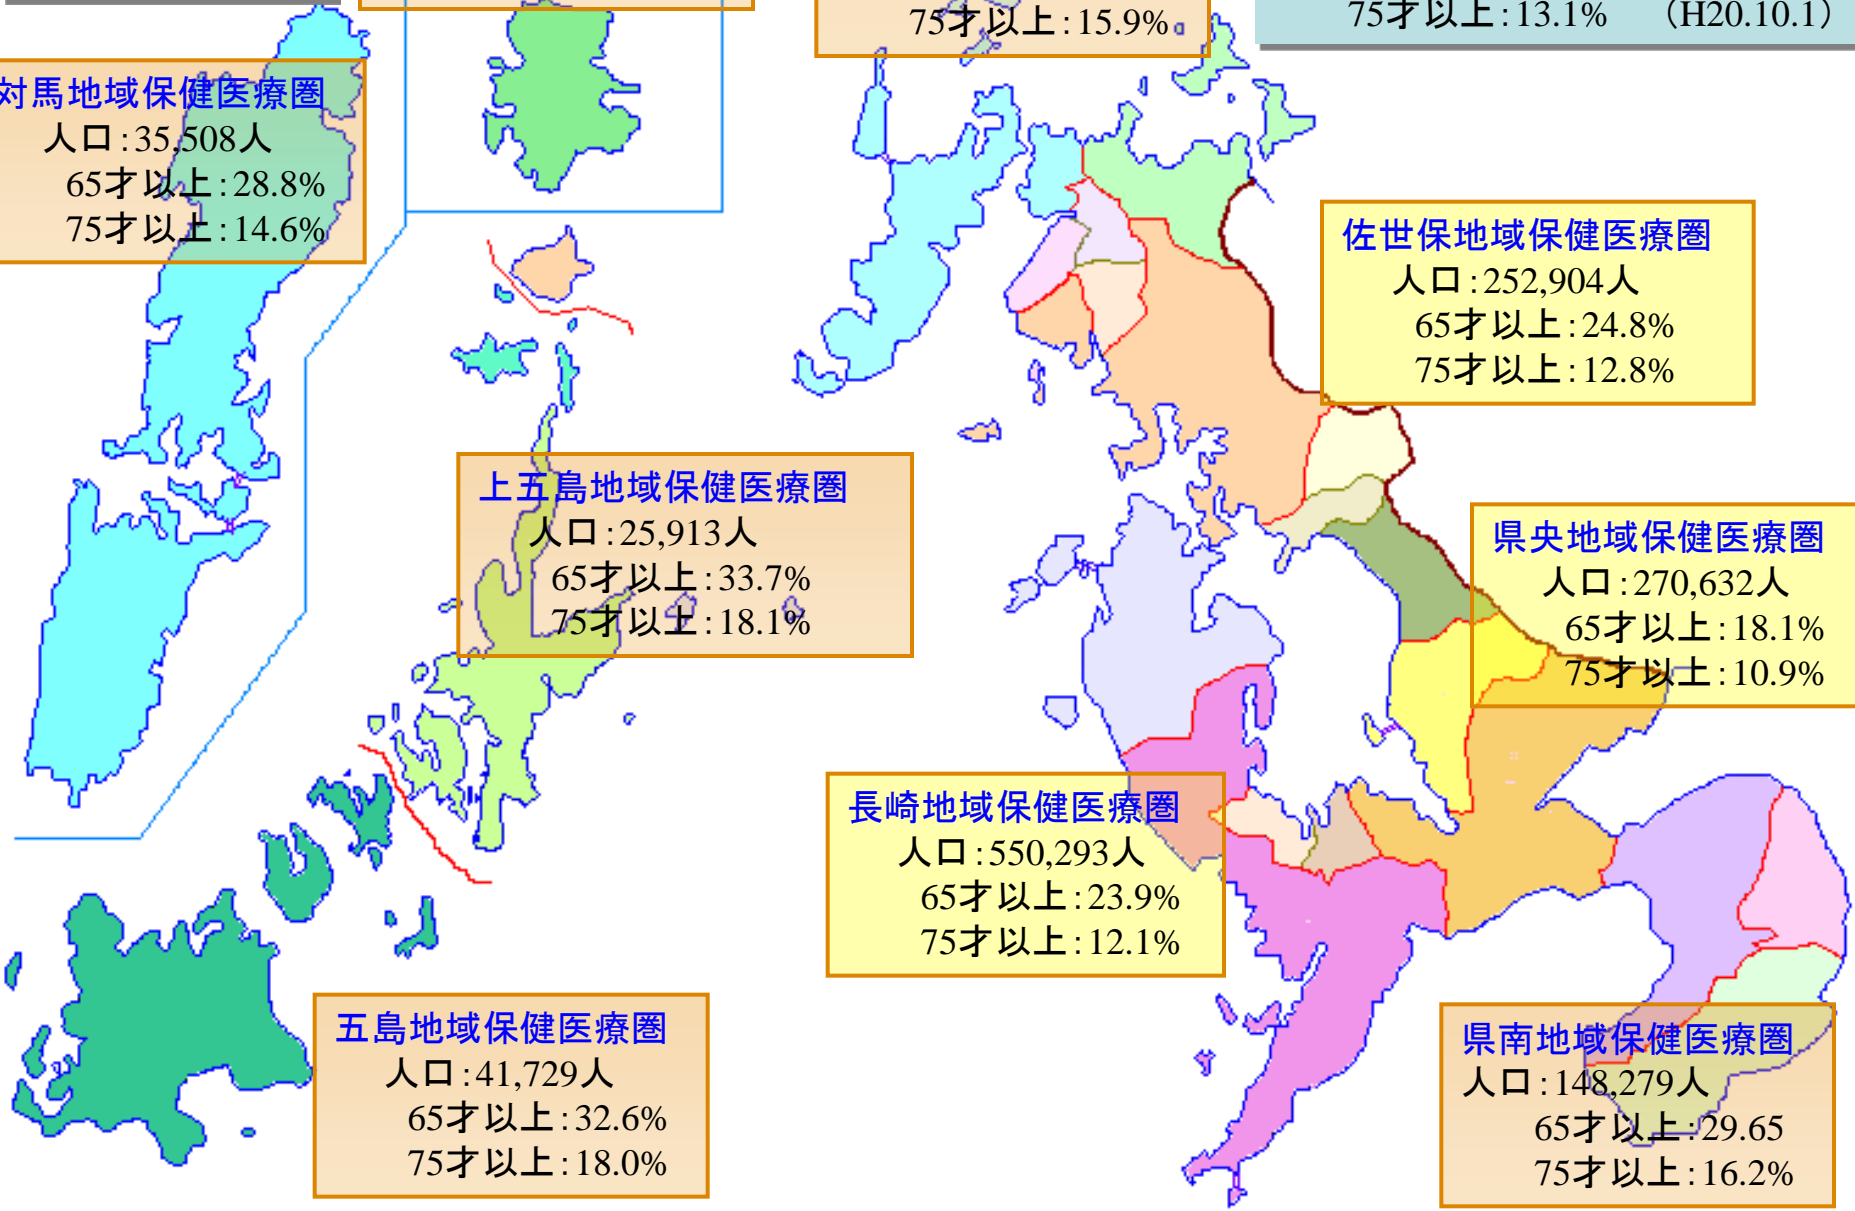 75才以上:15.9%
75才以上:13.1% (H20.10.1)
対馬地域保健医療圏
人口:35,508人
65才以上:28.8%
75才以上:14.6%
佐世保地域保健医療圏
人口:252,904人
65才以上:24.8%
75才以上:12.8%
上五島地域保健医療圏
人口:25,913人
65才以上:33.7%
75才以上:18.1%
県央地域保健医療圏
人口:270,632人
65才以上:18.1%
75才以上:10.9%
長崎地域保健医療圏
人口:550,293人
65才以上:23.9%
75才以上:12.1%
五島地域保健医療圏
人口:41,729人
65才以上:32.6%
75才以上:18.0%
県南地域保健医療圏
人口:148,279人
65才以上:29.65
75才以上:16.2%